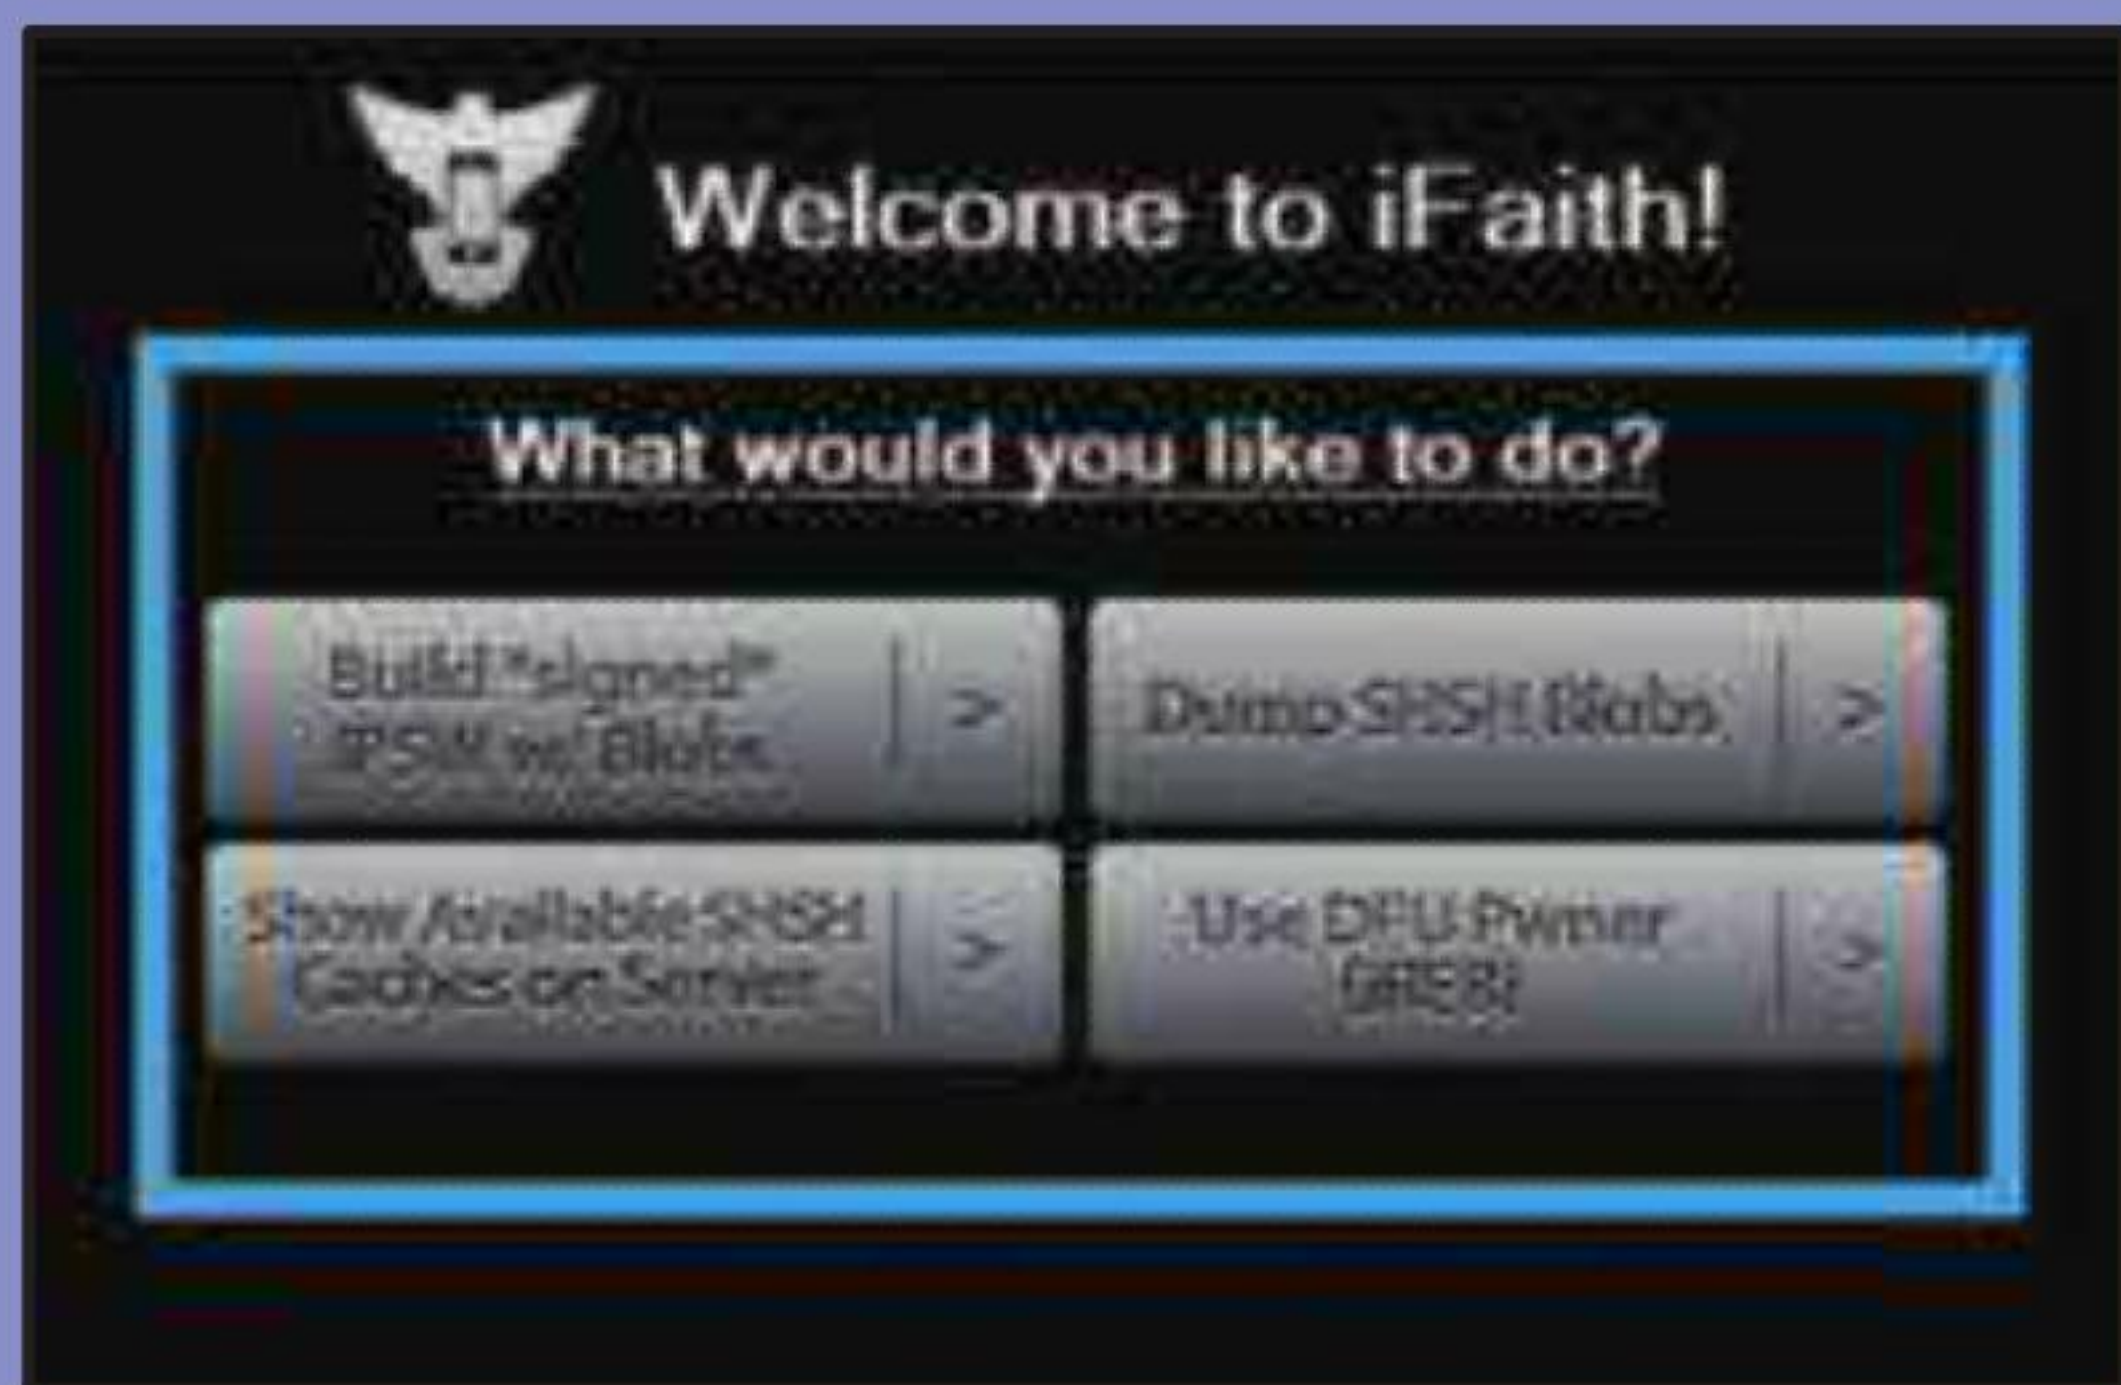 Welcome to iFaith!
What would you like to do?
Build "signed"
IPSW w/ Blobs
>
Dump SHSH Blobs
>
Show Available SHSH
Caches on Server
>
Use DFU Pwner
>